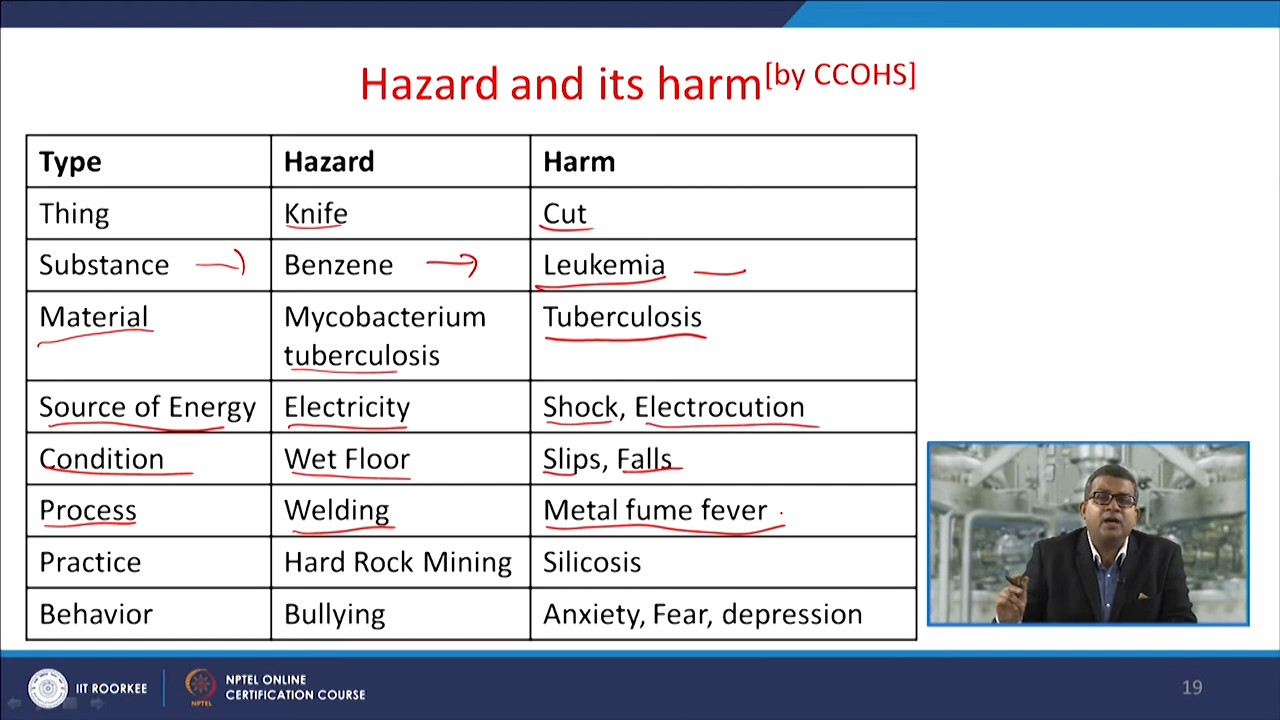 Hazard and its harm[by CCOHS]
Type Hazard Harm
Thing Knife Cut
Substance Benzene Leukemia
Material Mycobacterium tuberculosis Tuberculosis
Source of Energy Electricity Shock, Electrocution
Condition Wet Floor Slips, Falls
Process Welding Metal fume fever
Practice Hard Rock Mining Silicosis
Behavior Bullying Anxiety, Fear, depression
IIT ROORKEE
NPTEL
NPTEL ONLINE
CERTIFICATION COURSE
19